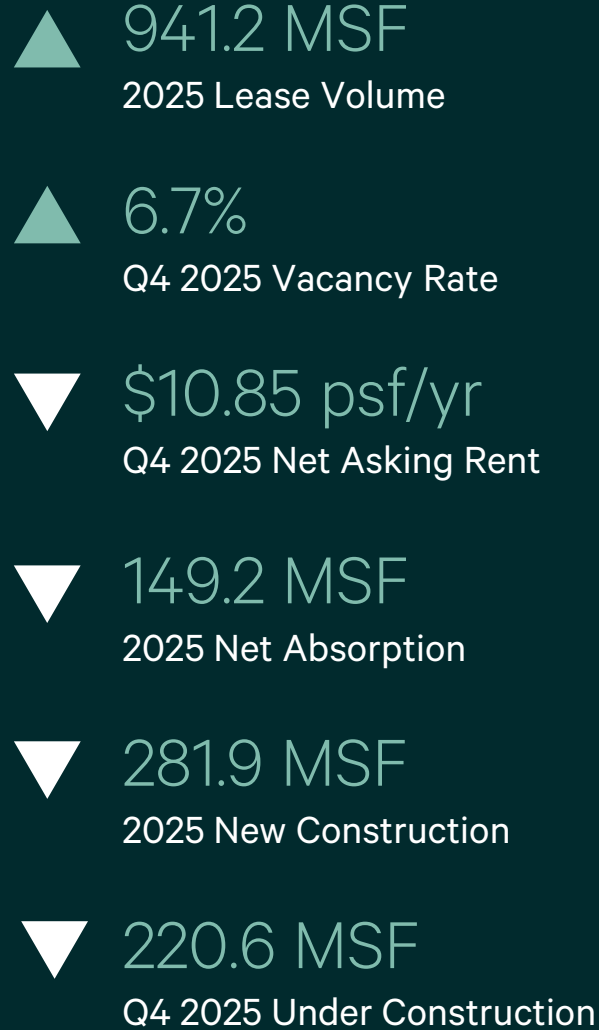 941.2 MSF
2025 Lease Volume
6.7%
Q4 2025 Vacancy Rate
$10.85 psf/yr
Q4 2025 Net Asking Rent
149.2 MSF
2025 Net Absorption
281.9 MSF
2025 New Construction
220.6 MSF
Q4 2025 Under Construction